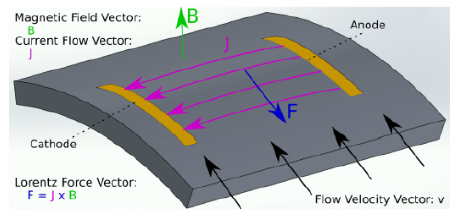 Magnetic Field Vector:
B
Current Flow Vector:
J
B
J
Anode
F
Cathode
Lorentz Force Vector:
F = J x B
Flow Velocity Vector: v